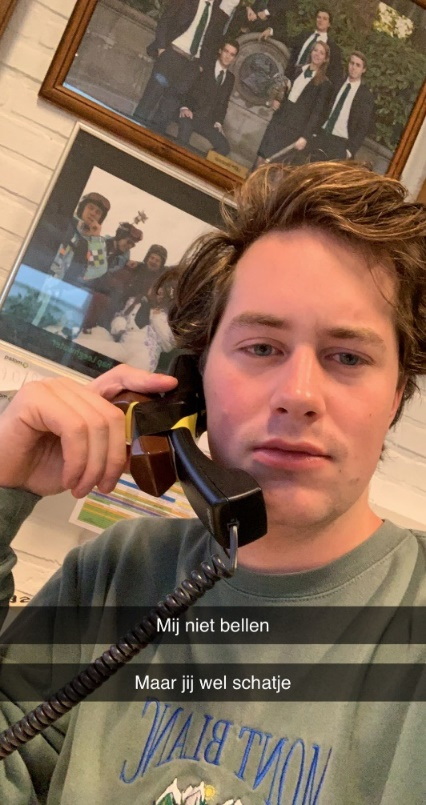 Mij niet bellen
Maar jij wel schatje
MONT BLANC